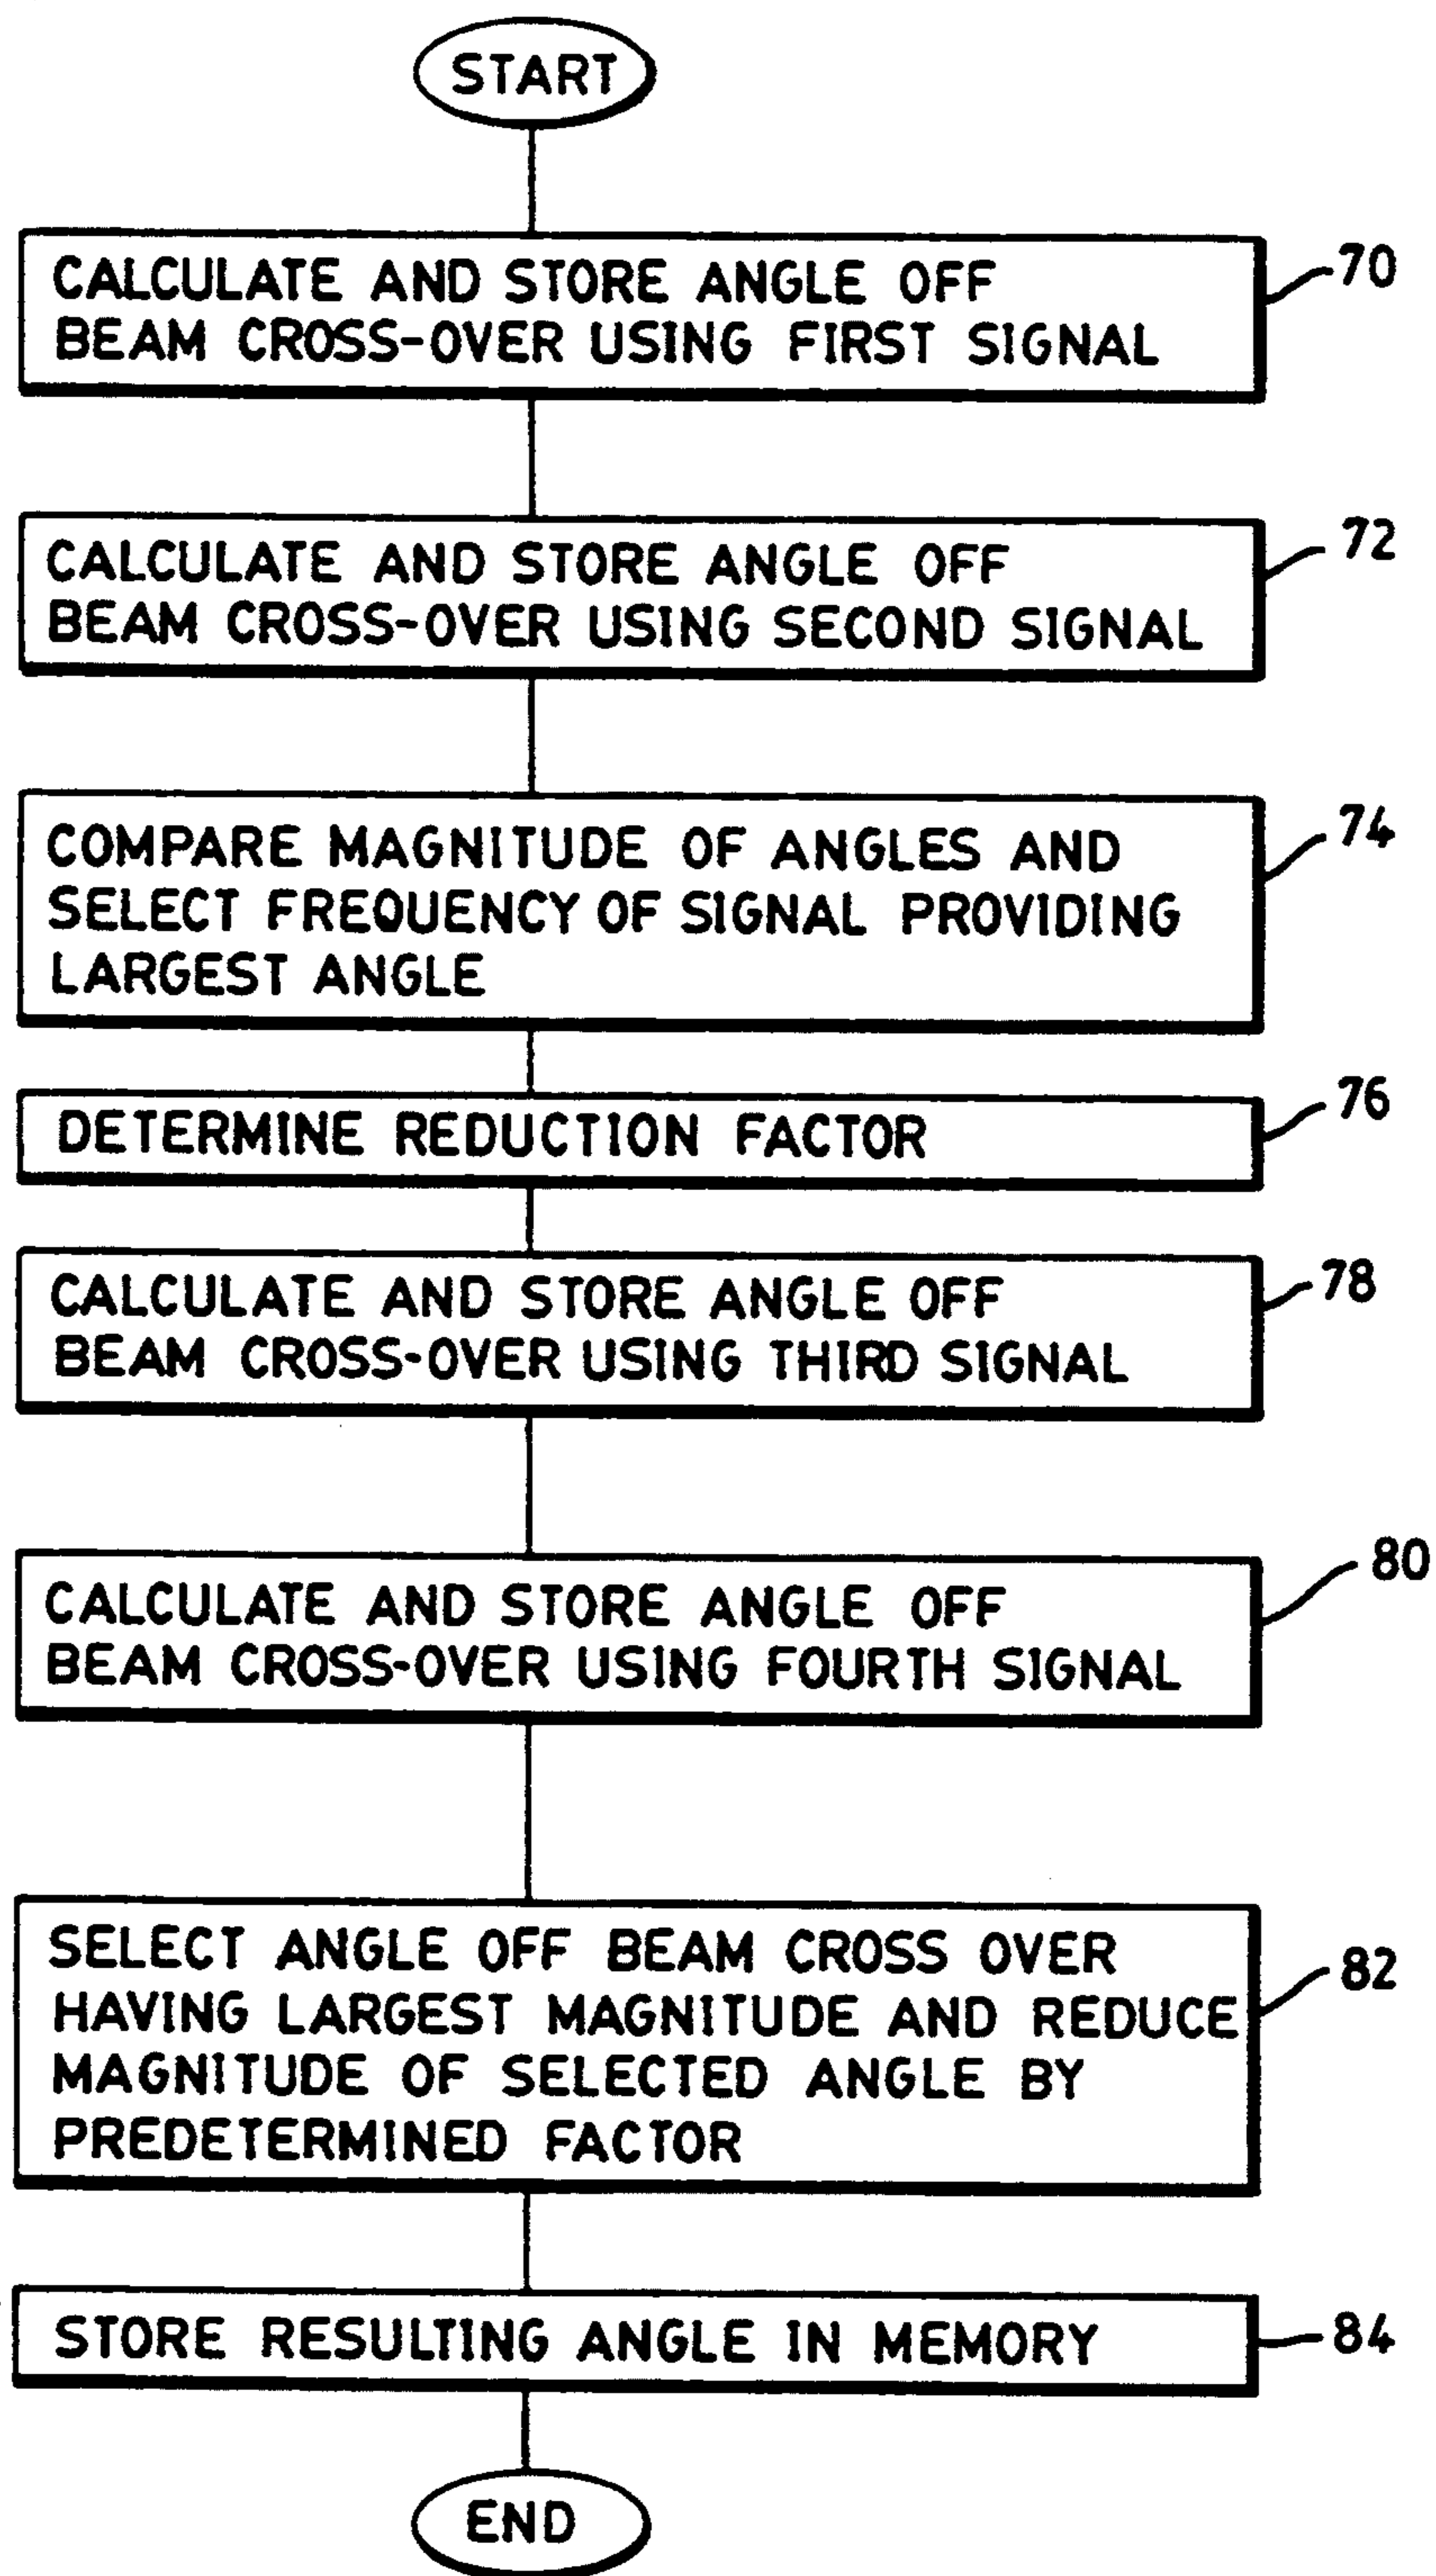 START
CALCULATE AND STORE ANGLE OFF
BEAM CROSS-OVER USING FIRST SIGNAL
70
CALCULATE AND STORE ANGLE OFF
BEAM CROSS-OVER USING SECOND SIGNAL
72
COMPARE MAGNITUDE OF ANGLES AND
SELECT FREQUENCY OF SIGNAL PROVIDING
LARGEST ANGLE
74
DETERMINE REDUCTION FACTOR
76
CALCULATE AND STORE ANGLE OFF
BEAM CROSS-OVER USING THIRD SIGNAL
78
CALCULATE AND STORE ANGLE OFF
BEAM CROSS-OVER USING FOURTH SIGNAL
80
SELECT ANGLE OFF BEAM CROSS OVER
HAVING LARGEST MAGNITUDE AND REDUCE
MAGNITUDE OF SELECTED ANGLE BY
PREDETERMINED FACTOR
82
STORE RESULTING ANGLE IN MEMORY
84
END